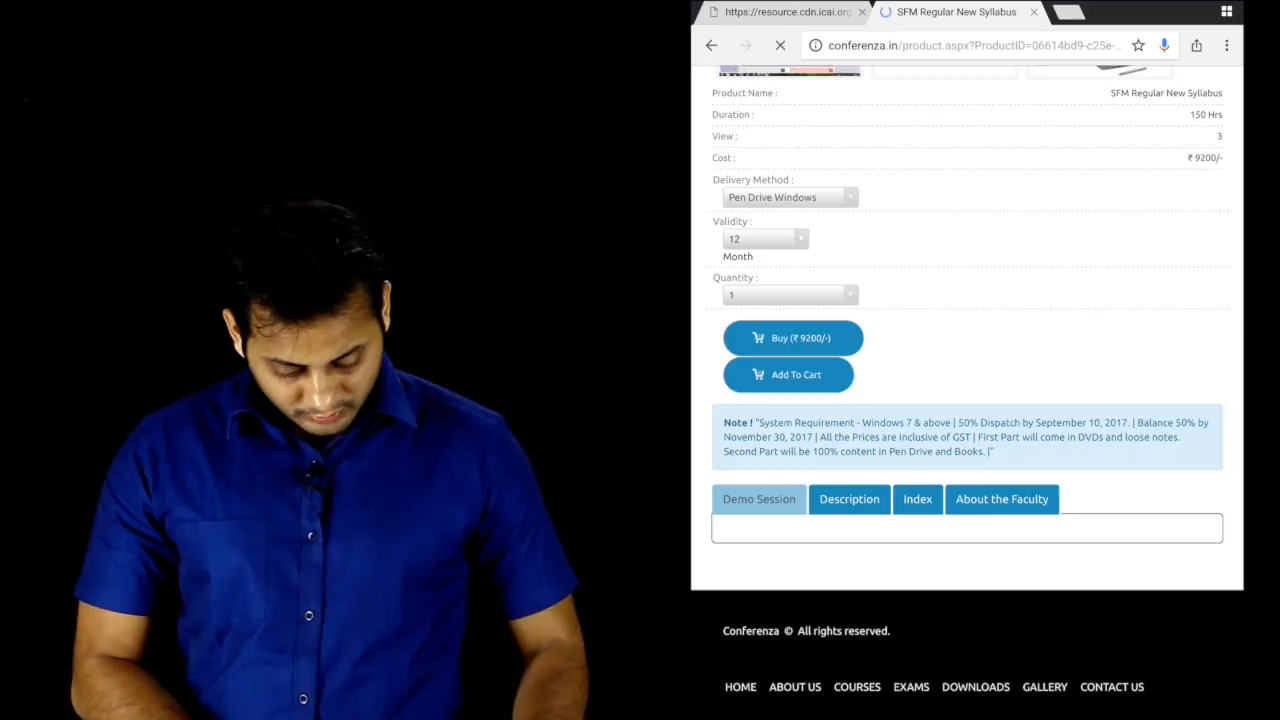 https://resource.cdn.icai.org
SFM Regular New Syllabus
conferenza.in/product.aspx?ProductID=06614bd9-c25e-...
Product Name : SFM Regular New Syllabus
Duration : 150 Hrs
View : 3
Cost : ₹ 9200/-
Delivery Method :
Pen Drive Windows
Validity :
12
Month
Quantity :
1
Buy (₹ 9200/-)
Add To Cart
Note ! "System Requirement - Windows 7 & above | 50% Dispatch by September 10, 2017. | Balance 50% by
November 30, 2017 | All the Prices are Inclusive of GST | First Part will come in DVDs and loose notes.
Second Part will be 100% content in Pen Drive and Books. |"
Demo Session Description Index About the Faculty
Conferenza © All rights reserved.
HOME ABOUT US COURSES EXAMS DOWNLOADS GALLERY CONTACT US